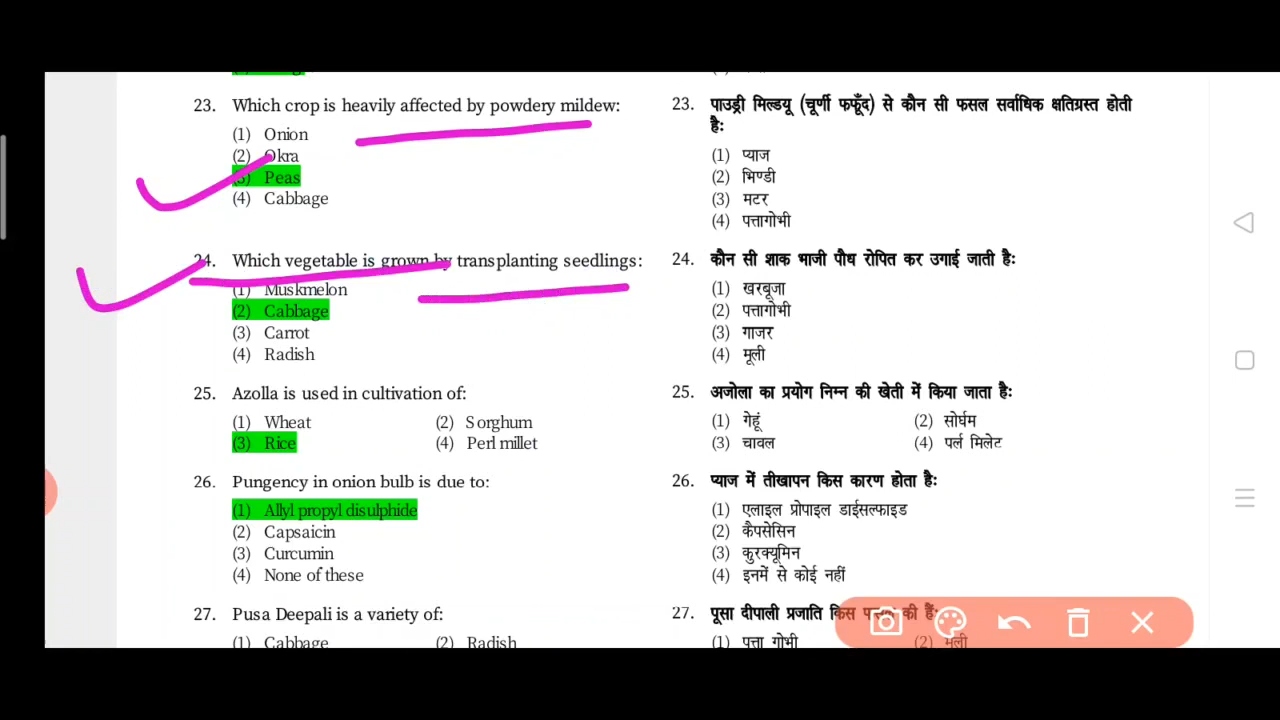 23. Which crop is heavily affected by powdery mildew:
(1) Onion
(2) Okra
(3) Peas
(4) Cabbage
24. Which vegetable is grown by transplanting seedlings:
(1) Muskmelon
(2) Cabbage
(3) Carrot
(4) Radish
25. Azolla is used in cultivation of:
(1) Wheat (2) Sorghum
(3) Rice (4) Perl millet
26. Pungency in onion bulb is due to:
(1) Allyl propyl disulphide
(2) Capsaicin
(3) Curcumin
(4) None of these
27. Pusa Deepali is a variety of:
(1) Cabbage (2) Radish
23. पाउड्री मिल्डयू (चूर्णी फफूँद) से कौन सी फसल सर्वाधिक क्षतिग्रस्त होती
है:
(1) प्याज
(2) भिण्डी
(3) मटर
(4) पत्तागोभी
24. कौन सी शाक भाजी पौध रोपित कर उगाई जाती है:
(1) खरबूजा
(2) पत्तागोभी
(3) गाजर
(4) मूली
25. अजोला का प्रयोग निम्न की खेती में किया जाता है:
(1) गेहूं (2) सोर्घम
(3) चावल (4) पर्ल मिलेट
26. प्याज में तीखापन किस कारण होता है:
(1) एलाइल प्रोपाइल डाईसल्फाइड
(2) कैपसेसिन
(3) कुरक्यूमिन
(4) इनमें से कोई नहीं
27. पूसा दीपाली प्रजाति किस की हैं:
(1) पत्ता गोभी (2) मूली